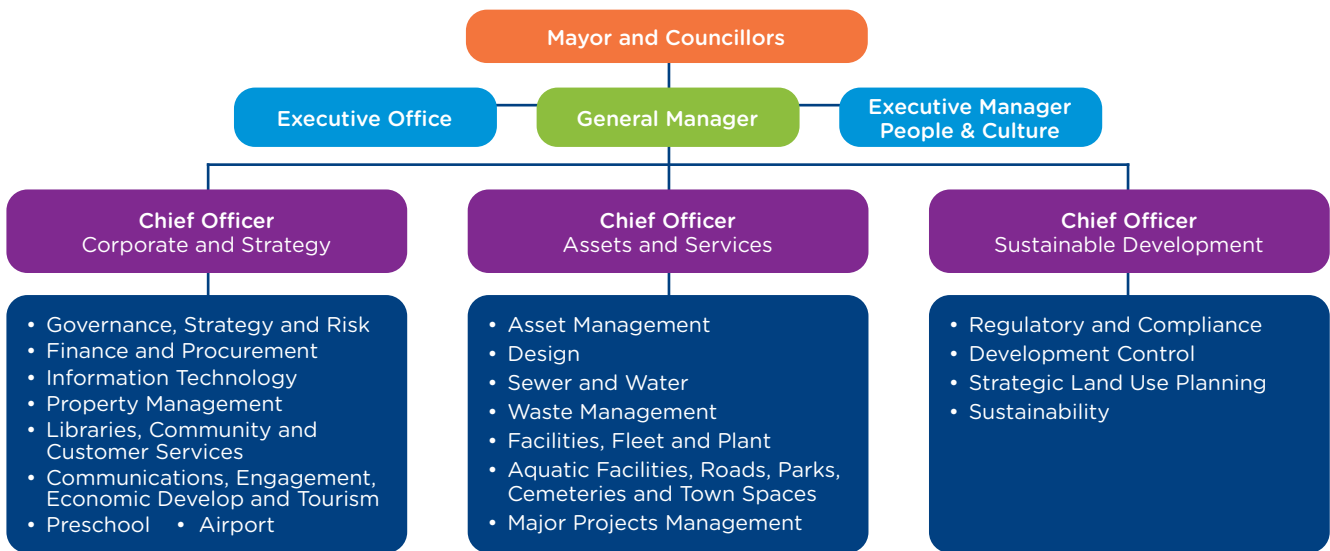 Mayor and Councillors
Executive Office
General Manager
Executive Manager
People & Culture
Chief Officer
Corporate and Strategy
• Governance, Strategy and Risk
• Finance and Procurement
• Information Technology
• Property Management
• Libraries, Community and
Customer Services
• Communications, Engagement,
Economic Develop and Tourism
• Preschool • Airport
Chief Officer
Assets and Services
• Asset Management
• Design
• Sewer and Water
• Waste Management
• Facilities, Fleet and Plant
• Aquatic Facilities, Roads, Parks,
Cemeteries and Town Spaces
• Major Projects Management
Chief Officer
Sustainable Development
• Regulatory and Compliance
• Development Control
• Strategic Land Use Planning
• Sustainability